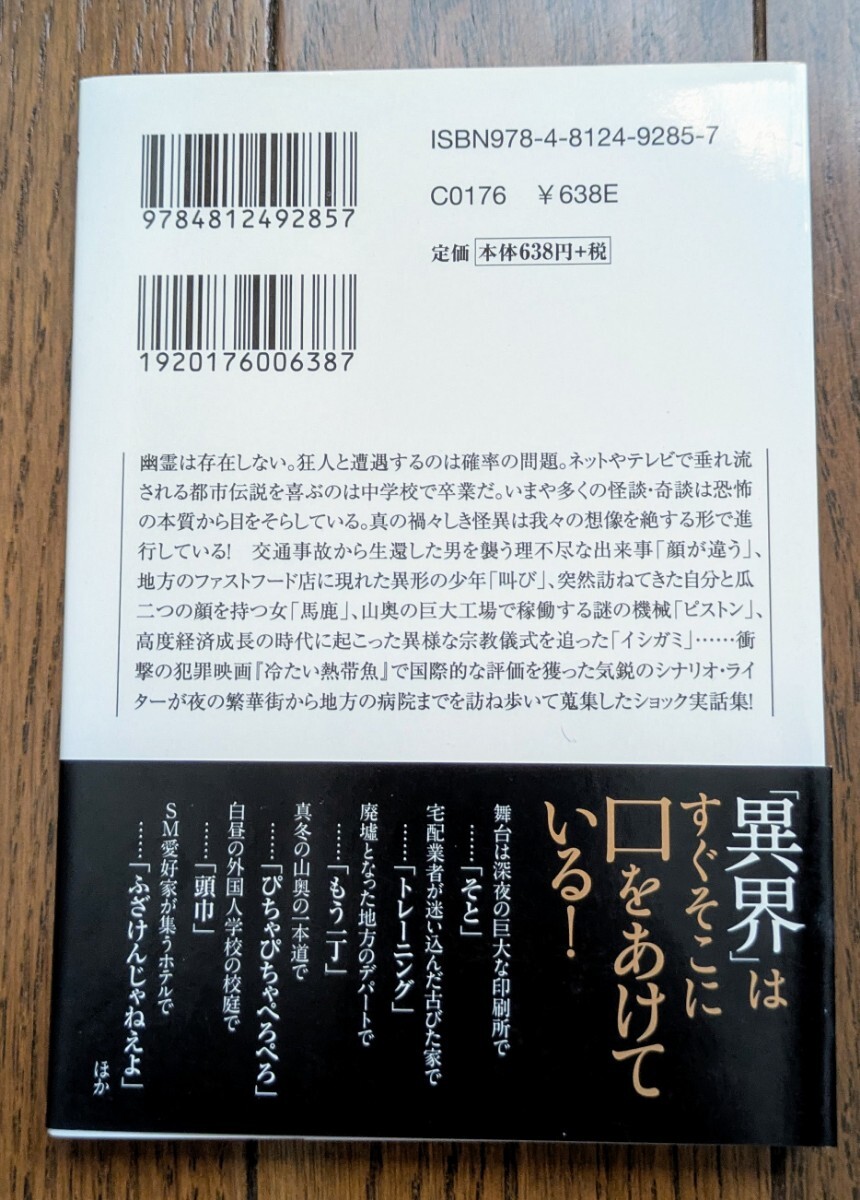 ISBN978-4-8124-9285-7
9784812492857
C0176 ¥638E
定価 本体638円+税
1920176006387
幽霊は存在しない。狂人と遭遇するのは確率の問題。ネットやテレビで垂れ流
される都市伝説を喜ぶのは中学校で卒業だ。いまや多くの怪談・奇談は恐怖
の本質から目をそらしている。真の禍々しき怪異は我々の想像を絶する形で進
行している! 交通事故から生還した男を襲う理不尽な出来事「顔が違う」、
地方のファストフード店に現れた異形の少年「叫び」、突然訪ねてきた自分と瓜
二つの顔を持つ女「馬鹿」、山奥の巨大工場で稼働する謎の機械「ピストン」、
高度経済成長の時代に起こった異様な宗教儀式を追った「イシガミ」……衝
撃の犯罪映画『冷たい熱帯魚』で国際的な評価を獲った気鋭のシナリオ・ライ
ターが夜の繁華街から地方の病院までを訪ね歩いて蒐集したショック実話集!
「異界」は
すぐそこに
口をあけて
いる!
舞台は深夜の巨大な印刷所で
……「そと」
宅配業者が迷い込んだ古びた家で
……「トレーニング」
廃墟となった地方のデパートで
……「もう一丁」
真冬の山奥の一本道で
……「ぴちゃぴちゃぺろぺろ」
白昼の外国人学校の校庭で
……「頭巾」
SM愛好家が集うホテルで
……「ふざけんじゃねえよ」
ほか